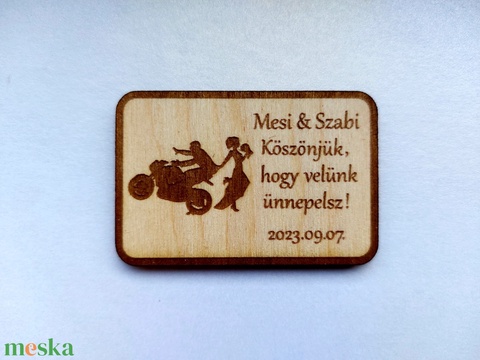 Mesi & Szabi
Köszönjük,
hogy velünk
ünnepelsz!
2023.09.07.
meska